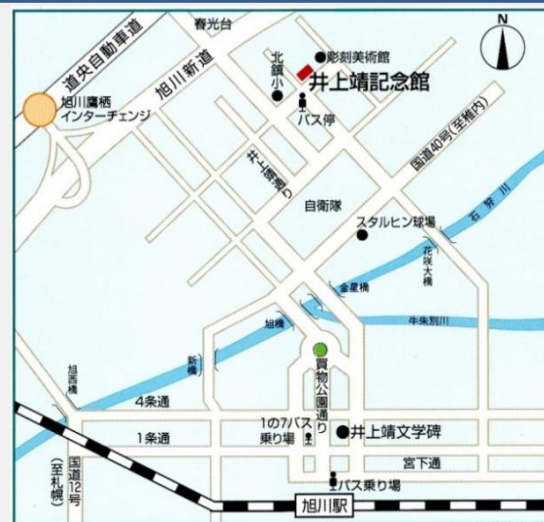 春光台
N
道央自動車道
旭川新道
北鎮小
彫刻美術館
井上靖記念館
旭川鷹栖
インターチェンジ
バス停
国道40号(至稚内)
井上靖通り
自衛隊
石狩川
スタルヒン球場
花咲大橋
金星橋
旭橋
牛朱別川
新橋
買物公園通り
旭西橋
4条通
1の7バス
乗り場
井上靖文学碑
1条通
国道12号
(至札幌)
宮下通
バス乗り場
旭川駅